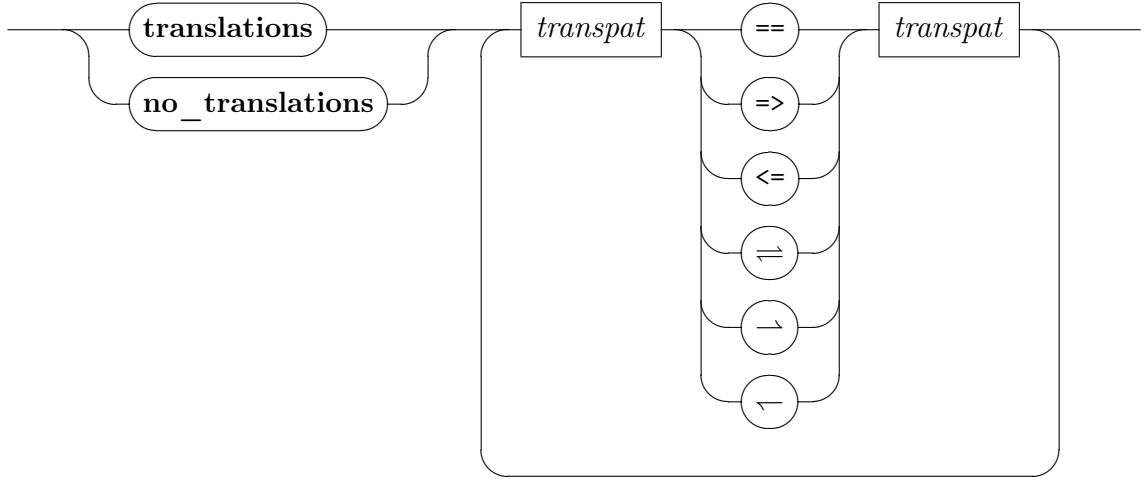 translations transpat == transpat
no_translations =>
<=
⇌
⇀
↽